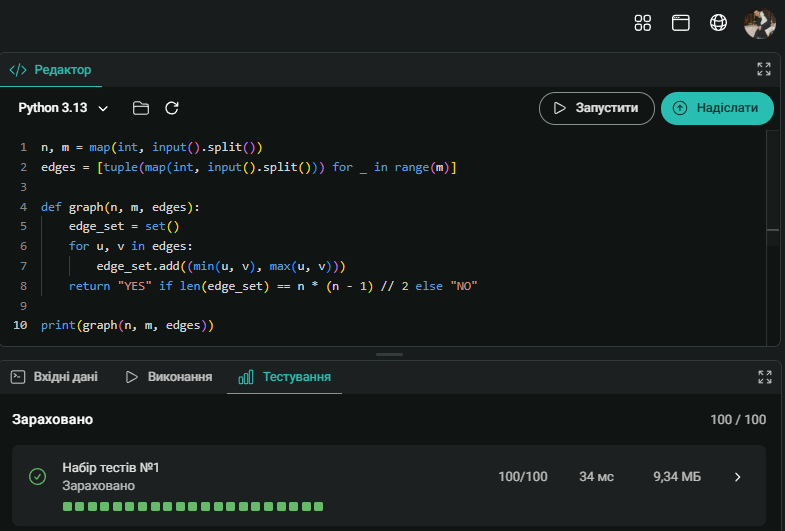 </> Редактор
Python 3.13
Запустити
Надіслати
1 n, m = map(int, input().split())
2 edges = [tuple(map(int, input().split())) for _ in range(m)]
3
4 def graph(n, m, edges):
5     edge_set = set()
6     for u, v in edges:
7         edge_set.add((min(u, v), max(u, v)))
8     return "YES" if len(edge_set) == n * (n - 1) // 2 else "NO"
9
10 print(graph(n, m, edges))
Вхідні дані Виконання Тестування
Зараховано 100 / 100
Набір тестів №1
Зараховано
100/100 34 мс 9,34 МБ